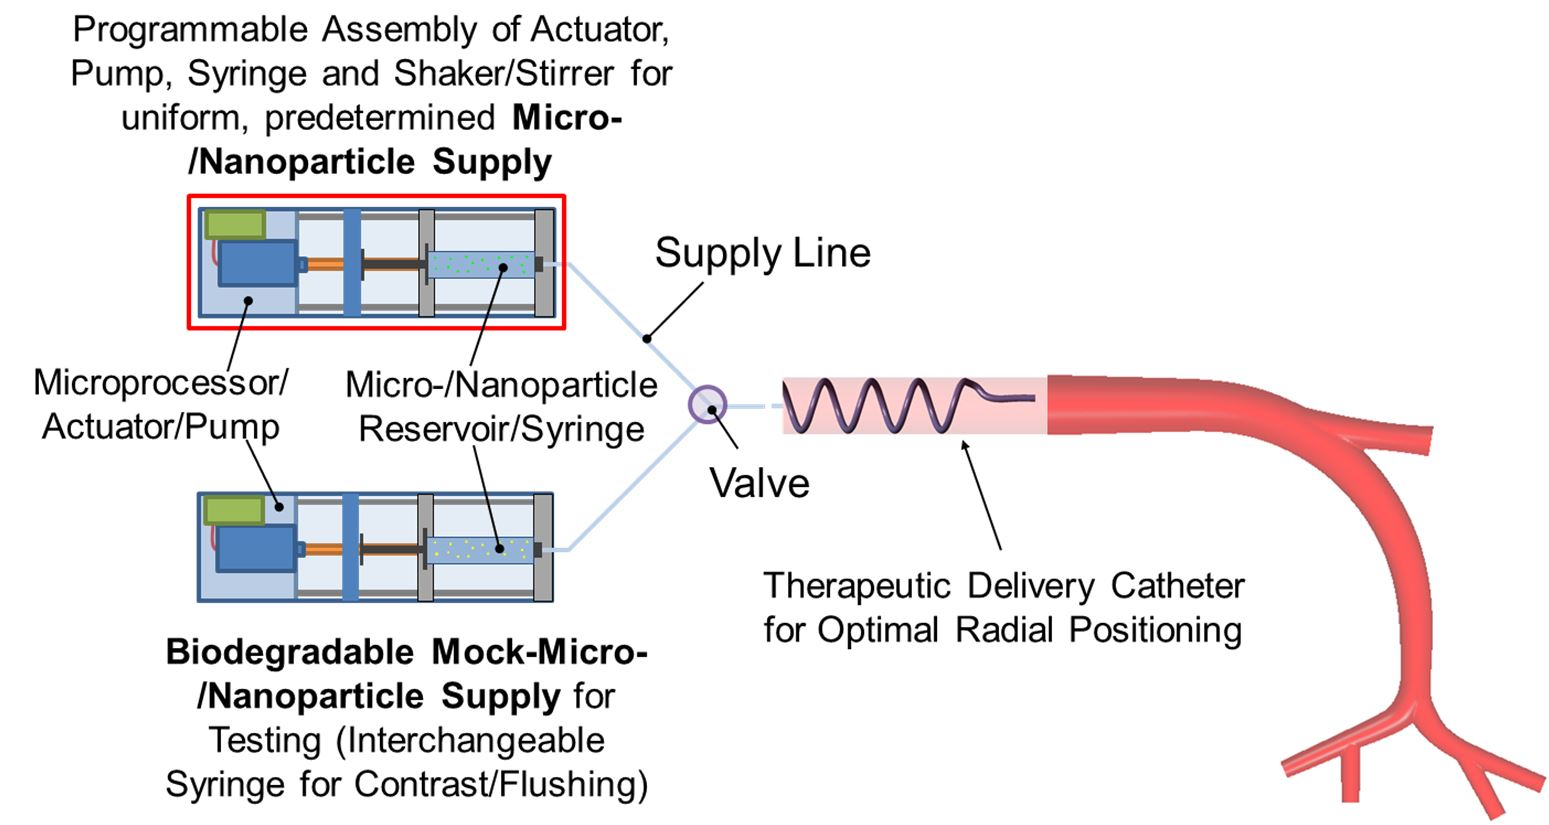 Programmable Assembly of Actuator,
Pump, Syringe and Shaker/Stirrer for
uniform, predetermined Micro-
/Nanoparticle Supply
Supply Line
Microprocessor/
Actuator/Pump
Micro-/Nanoparticle
Reservoir/Syringe
Valve
Therapeutic Delivery Catheter
for Optimal Radial Positioning
Biodegradable Mock-Micro-
/Nanoparticle Supply for
Testing (Interchangeable
Syringe for Contrast/Flushing)